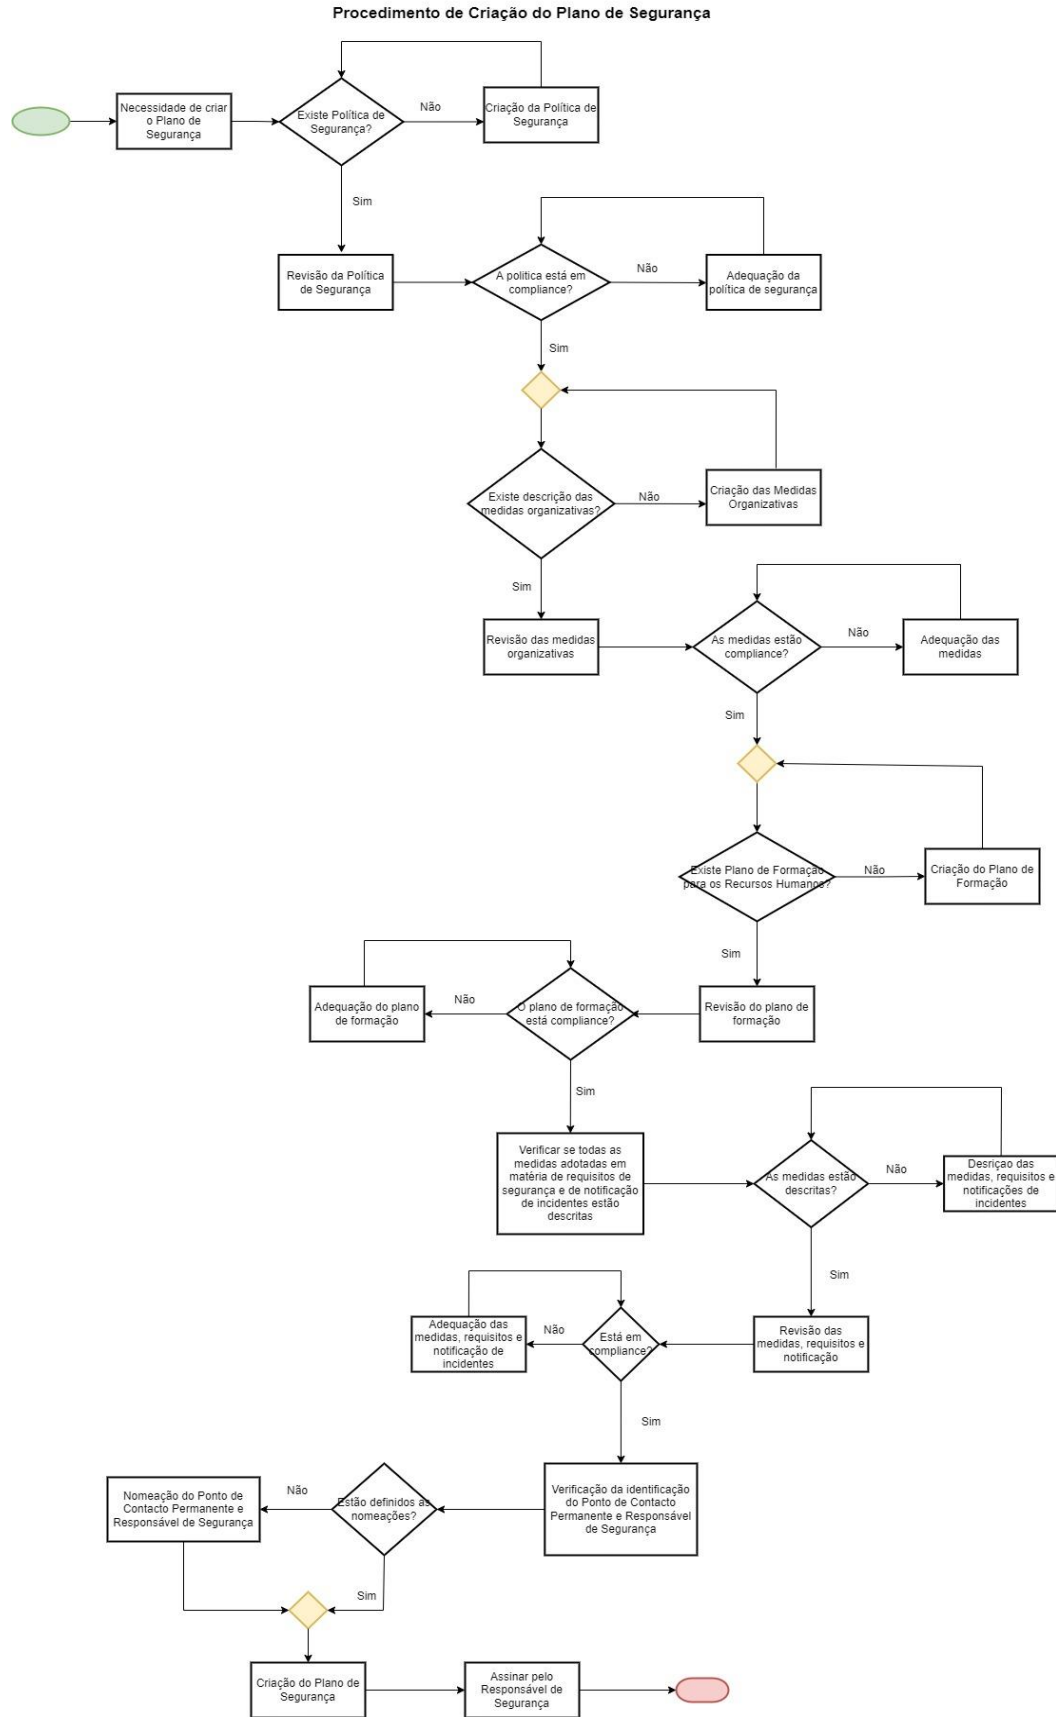 Procedimento de Criação do Plano de Segurança
Necessidade de criar
o Plano de
Segurança
Existe Política de
Segurança?
Não
Criação da Política de
Segurança
Sim
Revisão da Política
de Segurança
A politica está em
compliance?
Não
Adequação da
política de segurança
Sim
Existe descrição das
medidas organizativas?
Não
Criação das Medidas
Organizativas
Sim
Revisão das medidas
organizativas
As medidas estão
compliance?
Não
Adequação das
medidas
Sim
Existe Plano de Formação
para os Recursos Humanos?
Não
Criação do Plano de
Formação
Sim
Revisão do plano de
formação
O plano de formação
está compliance?
Não
Adequação do plano
de formação
Sim
Verificar se todas as
medidas adotadas em
matéria de requisitos de
segurança e de notificação
de incidentes estão
descritas
As medidas estão
descritas?
Não
Desriçao das
medidas, requisitos e
notificações de
incidentes
Sim
Revisão das
medidas, requisitos e
notificação
Está em
compliance?
Não
Adequação das
medidas, requisitos e
notificação de
incidentes
Sim
Verificação da identificação
do Ponto de Contacto
Permanente e Responsável
de Segurança
Estão definidos as
nomeações?
Não
Nomeação do Ponto de
Contacto Permanente e
Responsável de Segurança
Sim
Criação do Plano de
Segurança
Assinar pelo
Responsável de
Segurança